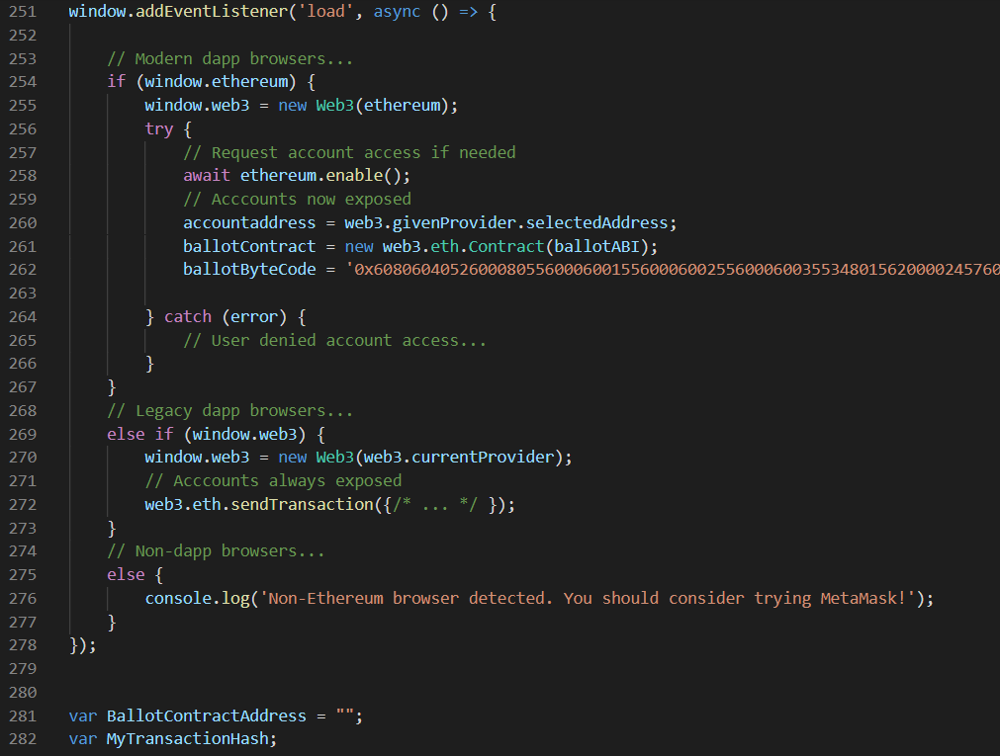 251 window.addEventListener('load', async () => {
252
253     // Modern dapp browsers...
254     if (window.ethereum) {
255         window.web3 = new Web3(ethereum);
256         try {
257             // Request account access if needed
258             await ethereum.enable();
259             // Acccounts now exposed
260             accountaddress = web3.givenProvider.selectedAddress;
261             ballotContract = new web3.eth.Contract(ballotABI);
262             ballotByteCode = '0x60806040526000805560006001556000600255600060035534801562000024576​0
263
264         } catch (error) {
265             // User denied account access...
266         }
267     }
268     // Legacy dapp browsers...
269     else if (window.web3) {
270         window.web3 = new Web3(web3.currentProvider);
271         // Acccounts always exposed
272         web3.eth.sendTransaction({/* ... */ });
273     }
274     // Non-dapp browsers...
275     else {
276         console.log('Non-Ethereum browser detected. You should consider trying MetaMask!');
277     }
278 });
279
280
281 var BallotContractAddress = "";
282 var MyTransactionHash;